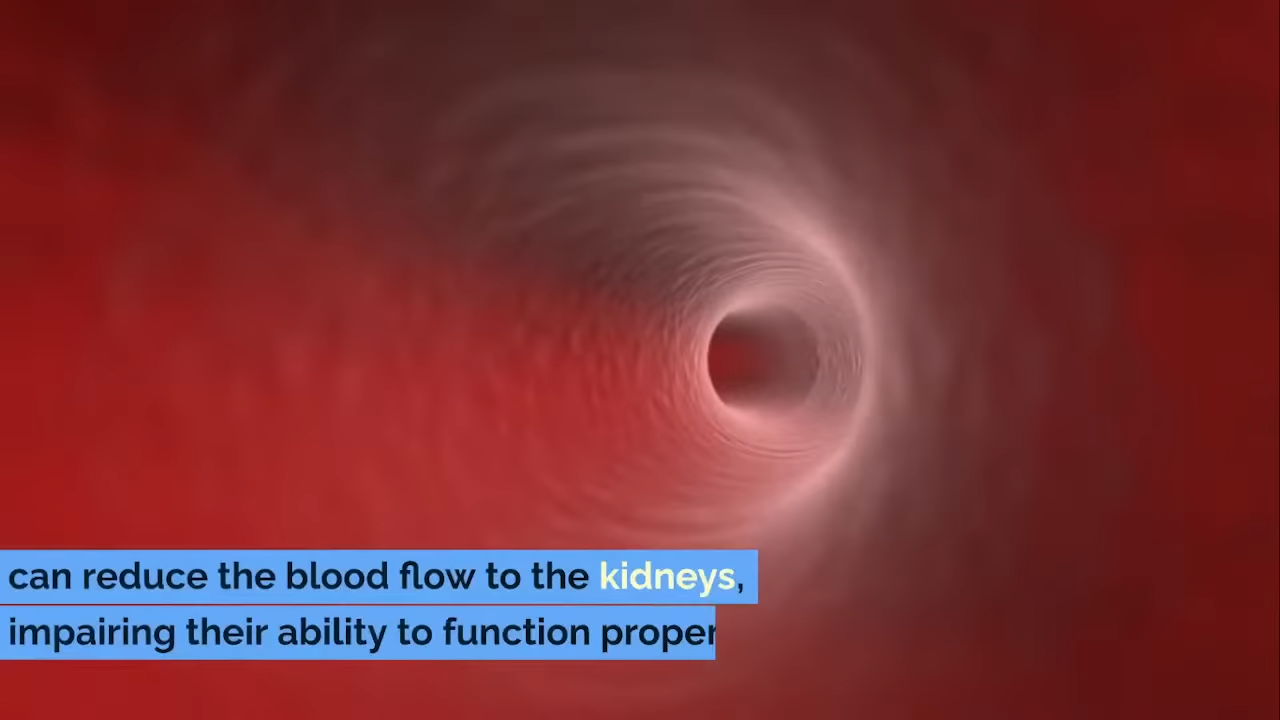 can reduce the blood flow to the kidneys,
impairing their ability to function proper